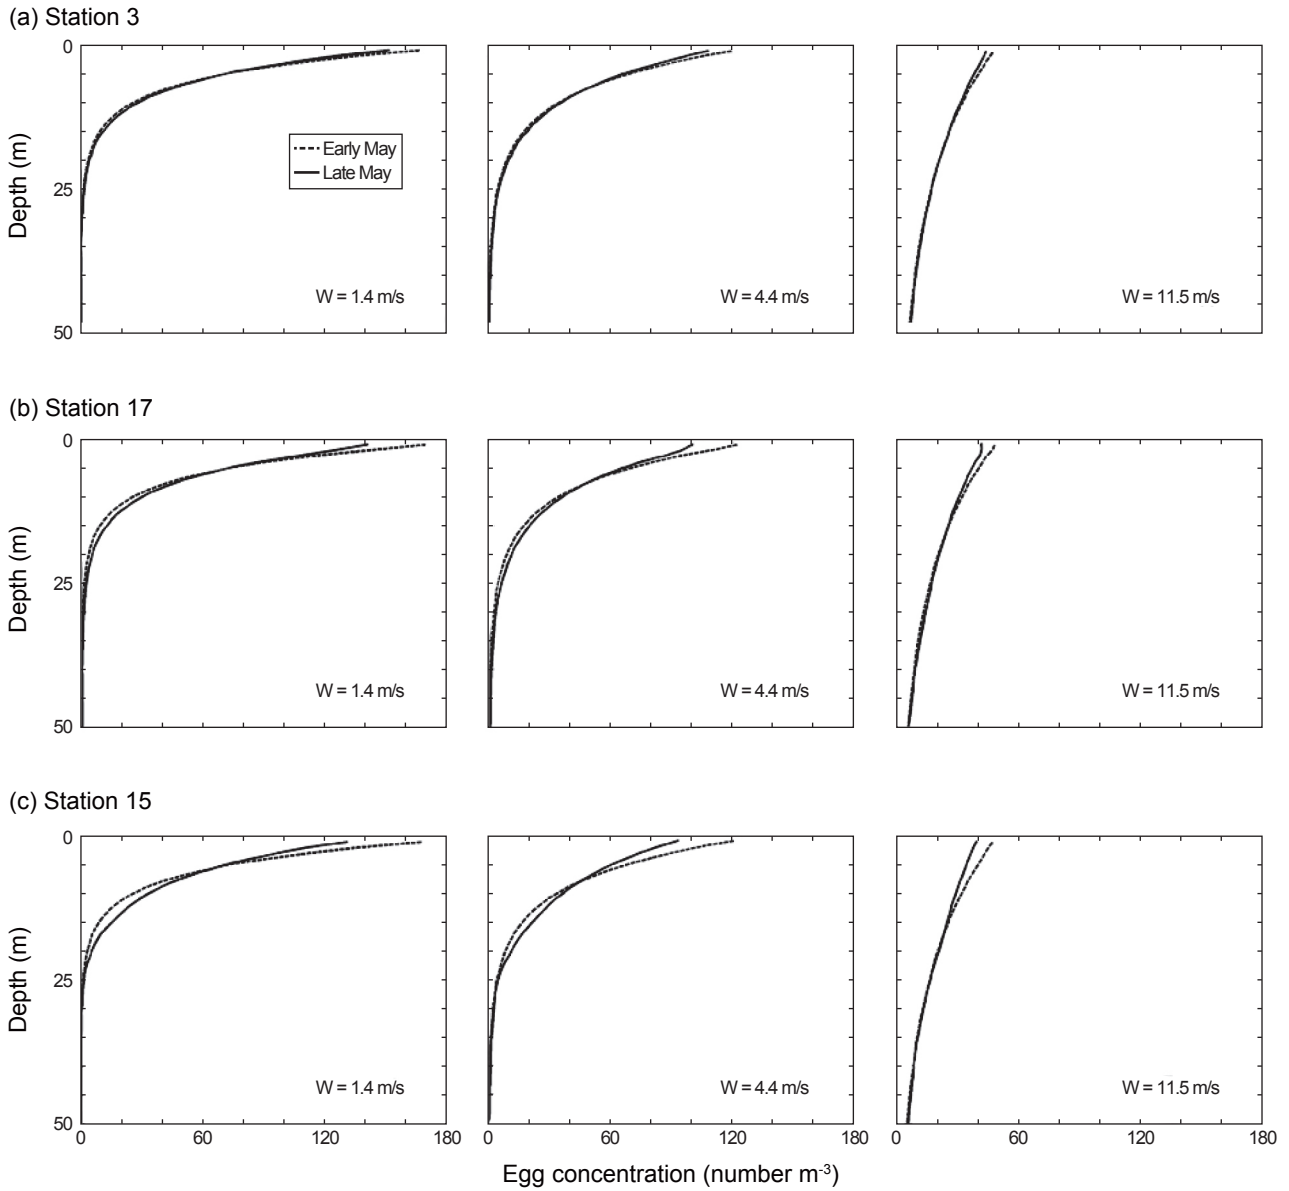 (a) Station 3
0
25
50
Depth (m)
Early May
Late May
W = 1.4 m/s
W = 4.4 m/s
W = 11.5 m/s
(b) Station 17
0
25
50
Depth (m)
W = 1.4 m/s
W = 4.4 m/s
W = 11.5 m/s
(c) Station 15
0
25
50
Depth (m)
W = 1.4 m/s
W = 4.4 m/s
W = 11.5 m/s
0 60 120 180
0 60 120 180
0 60 120 180
Egg concentration (number m⁻³)